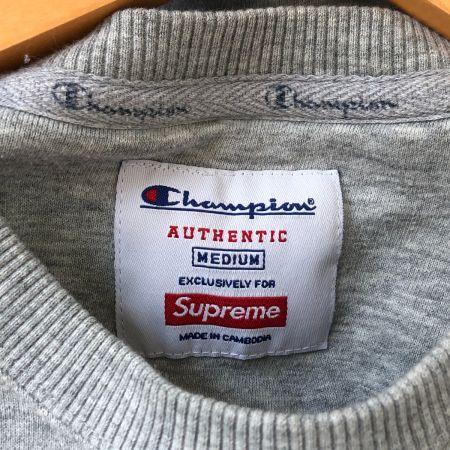 Champion Champion
Champion®
AUTHENTIC
MEDIUM
EXCLUSIVELY FOR
Supreme
MADE IN CAMBODIA